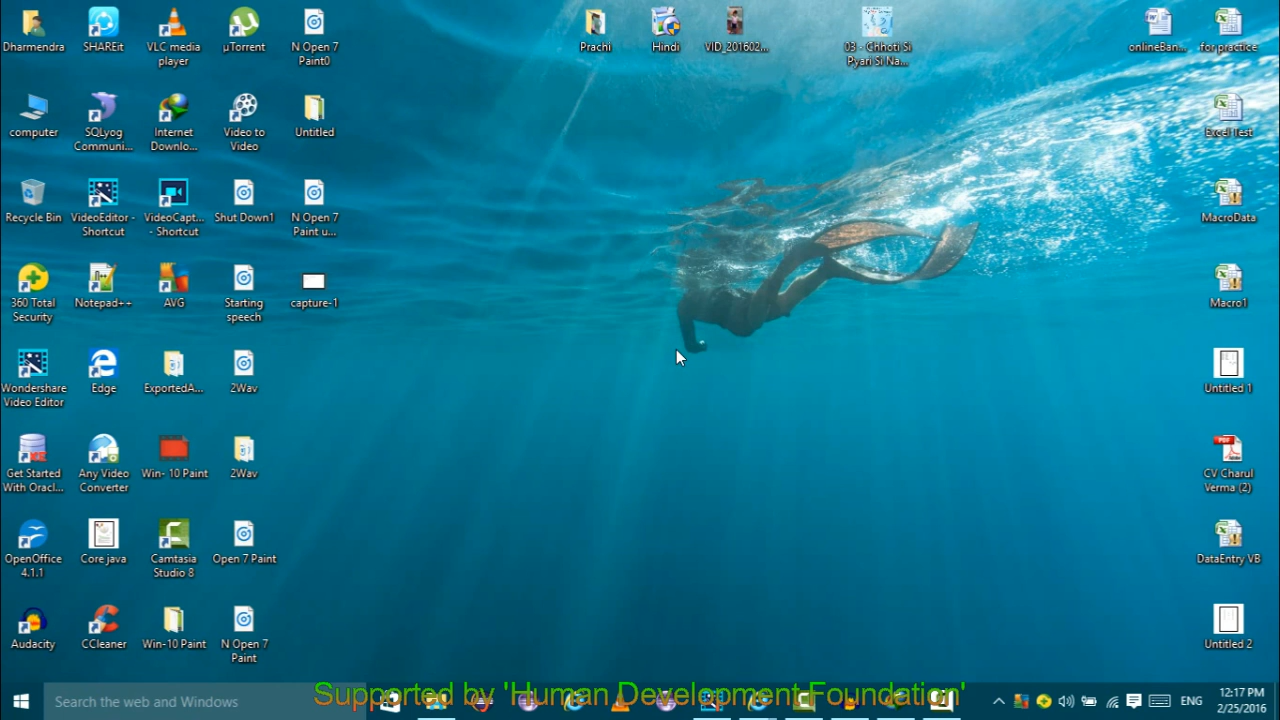 Dharmendra
SHAREit
VLC media
player
µTorrent
N Open 7
Paint0
Prachi
Hindi
VID_201602...
03 - Chhoti Si
Pyari Si Na...
onlineBan...
for practice
computer
SQLyog
Communi...
Internet
Downlo...
Video to
Video
Untitled
Excel Test
Recycle Bin
VideoEditor -
Shortcut
VideoCapt...
- Shortcut
Shut Down1
N Open 7
Paint u...
MacroData
360 Total
Security
Notepad++
AVG
Starting
speech
capture-1
Macro1
Wondershare
Video Editor
Edge
ExportedA...
2Wav
Untitled 1
Get Started
With Oracl...
Any Video
Converter
Win- 10 Paint
2Wav
PDF
CV Charul
Verma (2)
OpenOffice
4.1.1
Core java
Camtasia
Studio 8
Open 7 Paint
DataEntry VB
Audacity
CCleaner
Win-10 Paint
N Open 7
Paint
Untitled 2
Search the web and Windows
Supported by 'Human Development Foundation'
ENG
12:17 PM
2/25/2016